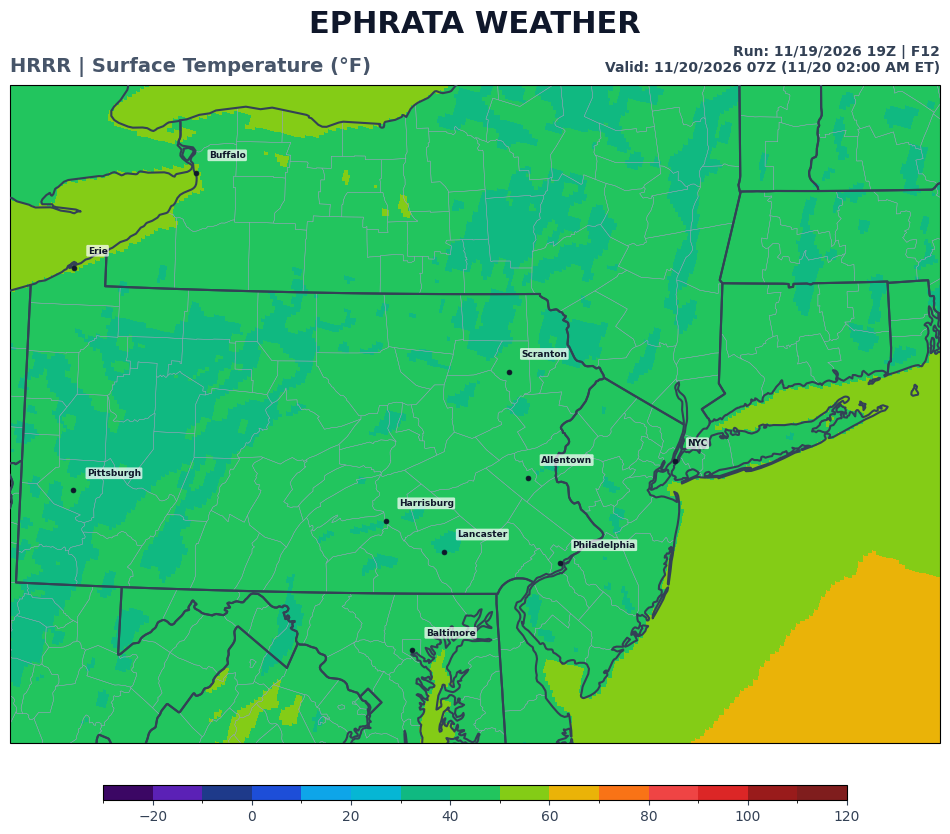 EPHRATA WEATHER
HRRR | Surface Temperature (°F)
Run: 11/19/2026 19Z | F12
Valid: 11/20/2026 07Z (11/20 02:00 AM ET)
Buffalo
Erie
Scranton
NYC
Allentown
Pittsburgh
Harrisburg
Lancaster
Philadelphia
Baltimore
−20
0
20
40
60
80
100
120